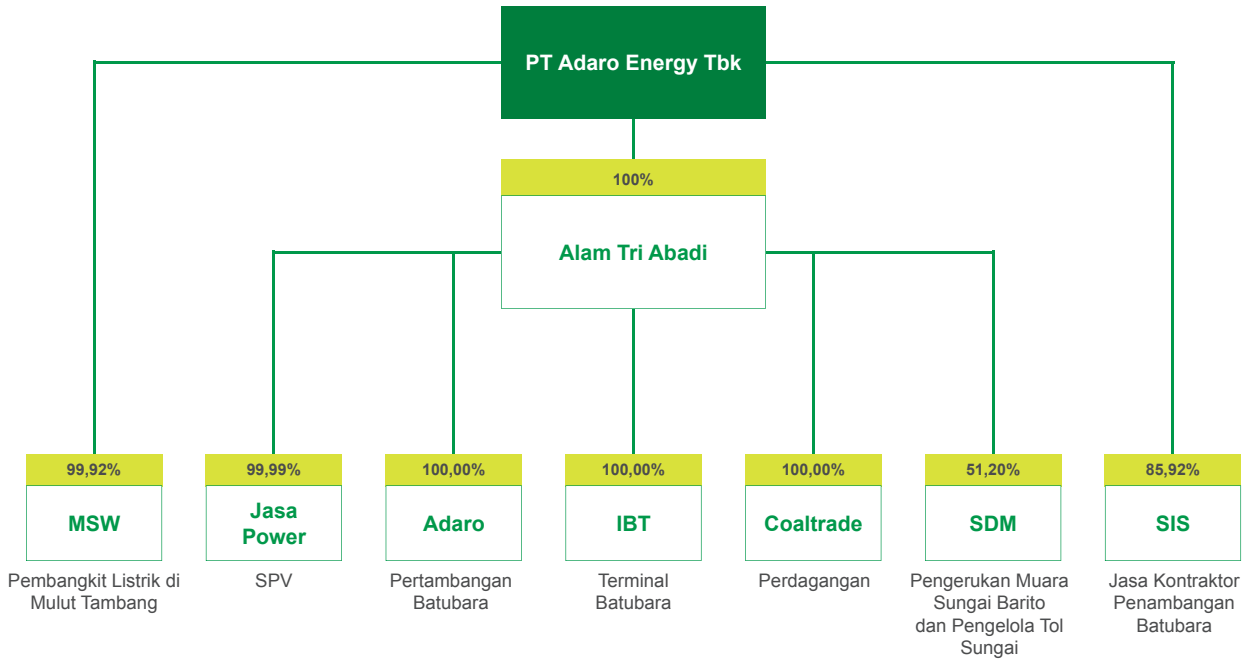 PT Adaro Energy Tbk
100%
Alam Tri Abadi
99,92%
MSW
Pembangkit Listrik di
Mulut Tambang
99,99%
Jasa
Power
SPV
100,00%
Adaro
Pertambangan
Batubara
100,00%
IBT
Terminal
Batubara
100,00%
Coaltrade
Perdagangan
51,20%
SDM
Pengerukan Muara
Sungai Barito
dan Pengelola Tol
Sungai
85,92%
SIS
Jasa Kontraktor
Penambangan
Batubara